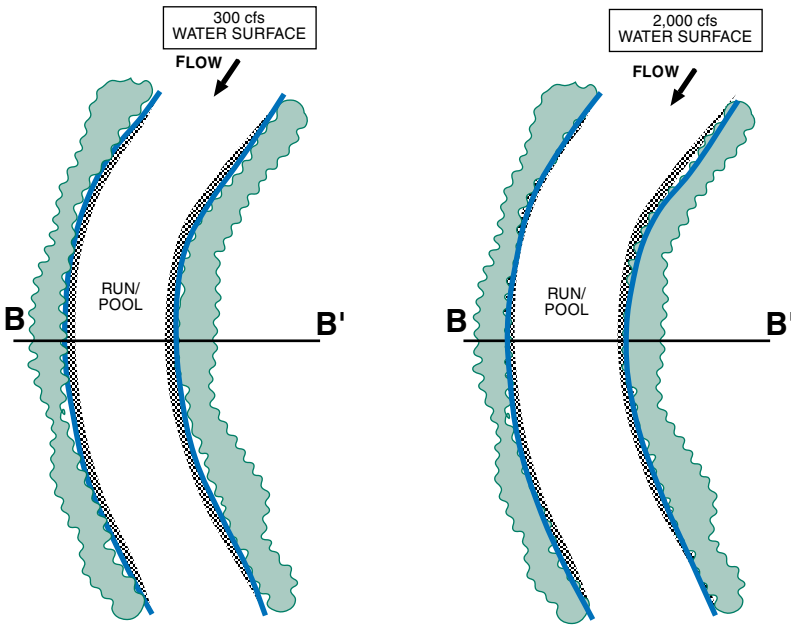 300 cfs
WATER SURFACE
FLOW
RUN/
POOL
B
B'
2,000 cfs
WATER SURFACE
FLOW
RUN/
POOL
B
B'